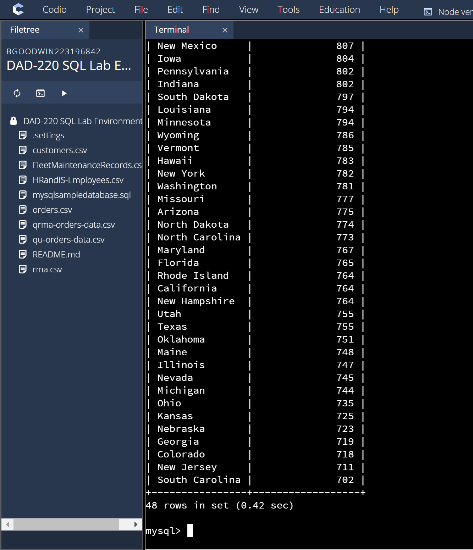 Codio Project File Edit Find View Tools Education Help Node ver
Filetree ×
BGOODWIN223196842
DAD-220 SQL Lab E...
DAD-220 SQL Lab Environment
.settings
customers.csv
FleetMaintenanceRecords.cs
HRandIS-Employees.csv
mysqlsampledatabase.sql
orders.csv
qrma-orders-data.csv
qu-orders-data.csv
README.md
rma.csv
Terminal ×
| New Mexico | 807 |
| Iowa | 804 |
| Pennsylvania | 802 |
| Indiana | 802 |
| South Dakota | 797 |
| Louisiana | 794 |
| Minnesota | 794 |
| Wyoming | 786 |
| Vermont | 785 |
| Hawaii | 783 |
| New York | 782 |
| Washington | 781 |
| Missouri | 777 |
| Arizona | 775 |
| North Dakota | 774 |
| North Carolina | 773 |
| Maryland | 767 |
| Florida | 765 |
| Rhode Island | 764 |
| California | 764 |
| New Hampshire | 764 |
| Utah | 755 |
| Texas | 755 |
| Oklahoma | 751 |
| Maine | 748 |
| Illinois | 747 |
| Nevada | 745 |
| Michigan | 744 |
| Ohio | 735 |
| Kansas | 725 |
| Nebraska | 723 |
| Georgia | 719 |
| Colorado | 718 |
| New Jersey | 711 |
| South Carolina | 702 |
+----------------+-----------------+
48 rows in set (0.42 sec)
mysql>